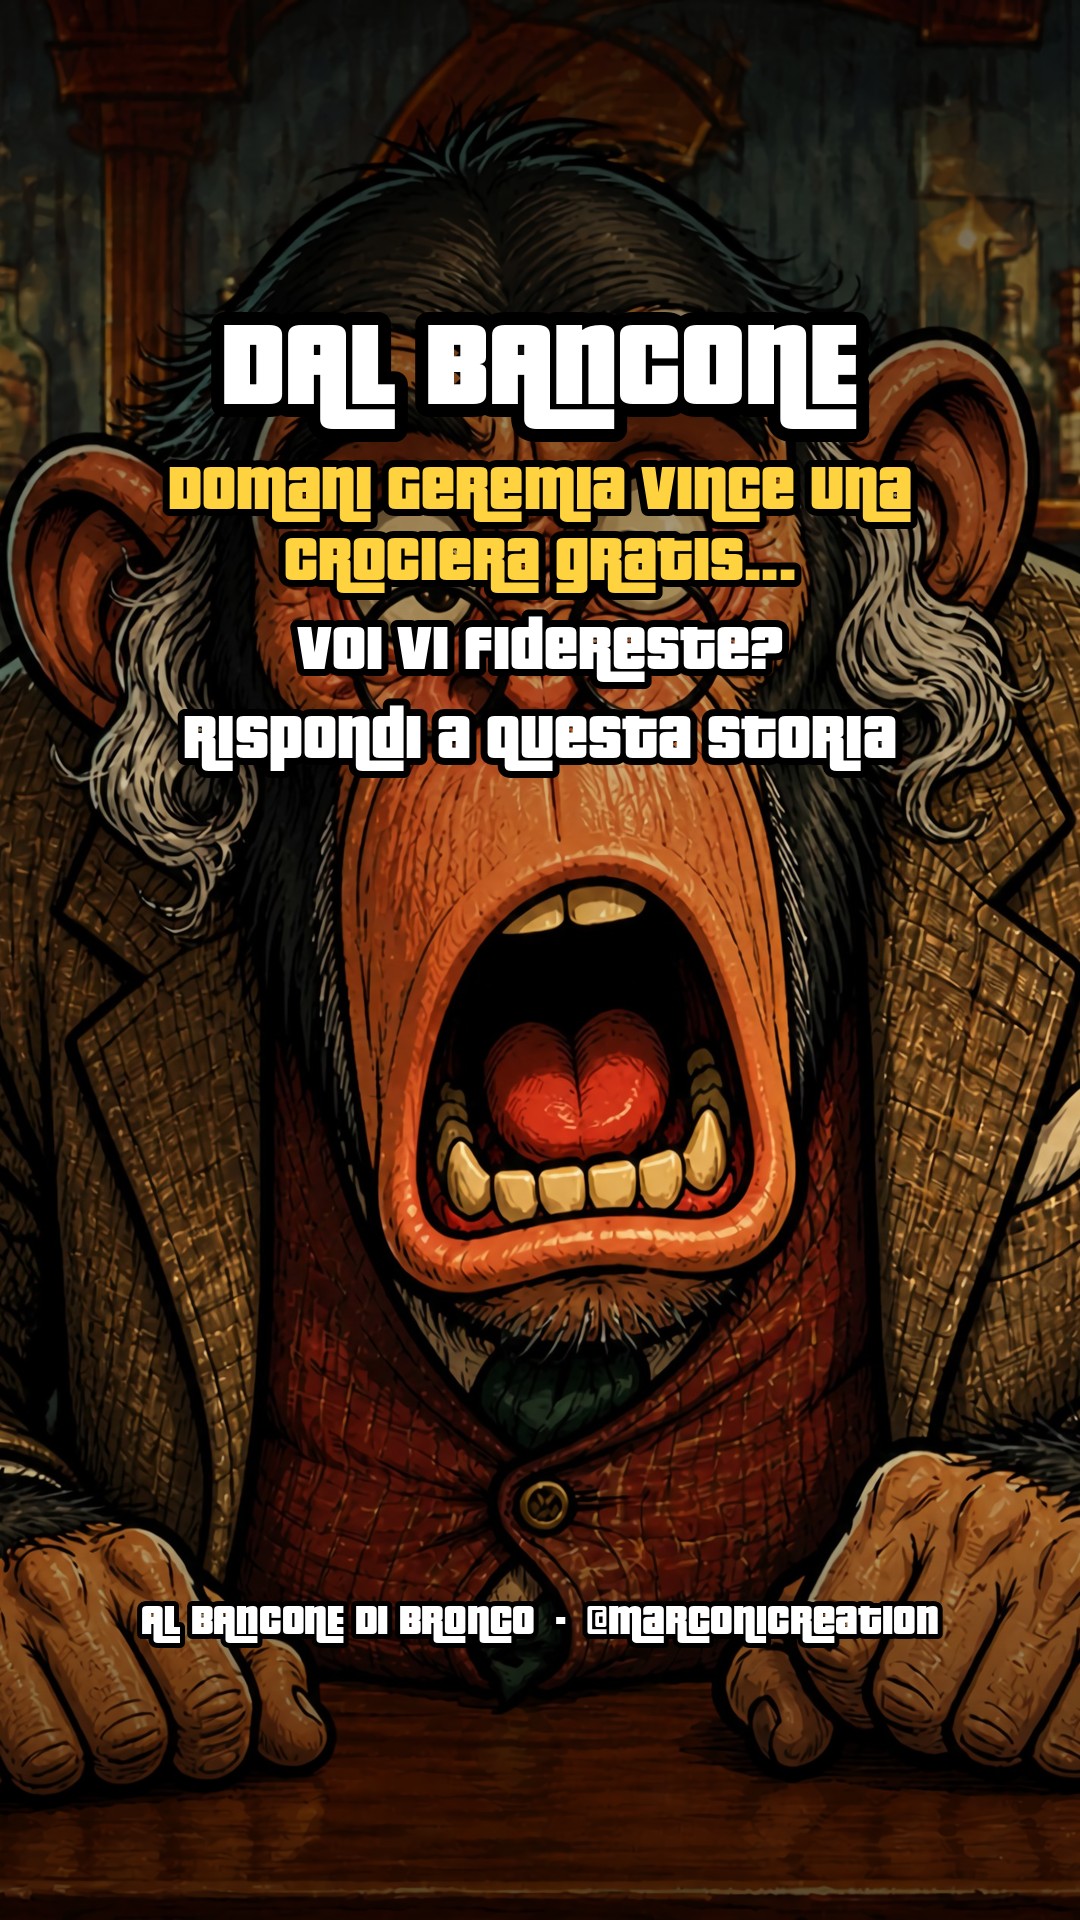 DAL BANCONE
Domani Geremia vince una
crociera gratis...
Voi vi fidereste?
Rispondi a questa storia
AL BANCONE DI BRONCO - @marconicreation